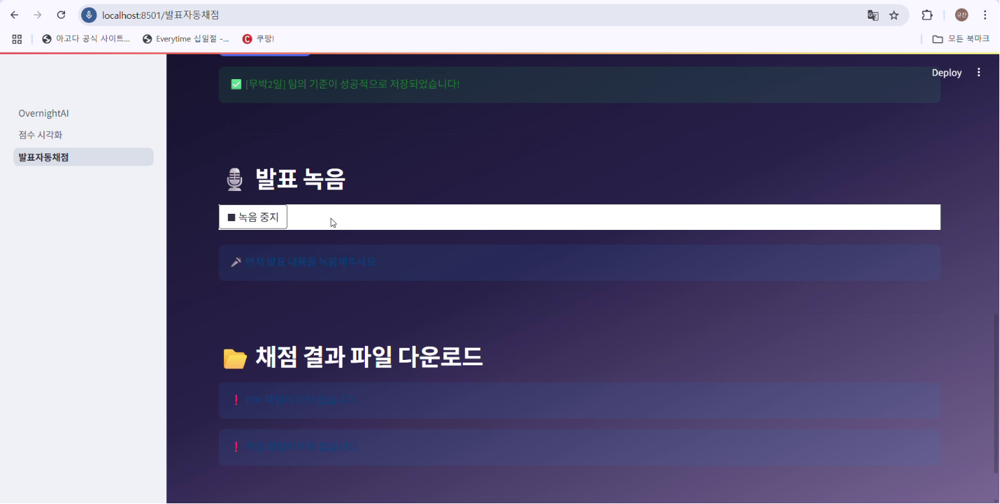 localhost:8501/발표자동채점
규찬
아고다 공식 사이트...
Everytime 십일절 -...
쿠팡!
모든 북마크
Deploy
✅ [무박2일] 팀의 기준이 성공적으로 저장되었습니다!
OvernightAI
점수 시각화
발표자동채점
🎙️ 발표 녹음
■ 녹음 중지
🎤 먼저 발표 내용을 녹음해주세요.
📂 채점 결과 파일 다운로드
❗ PDF 파일이 아직 없습니다.
❗ 파일이 아직 없습니다.